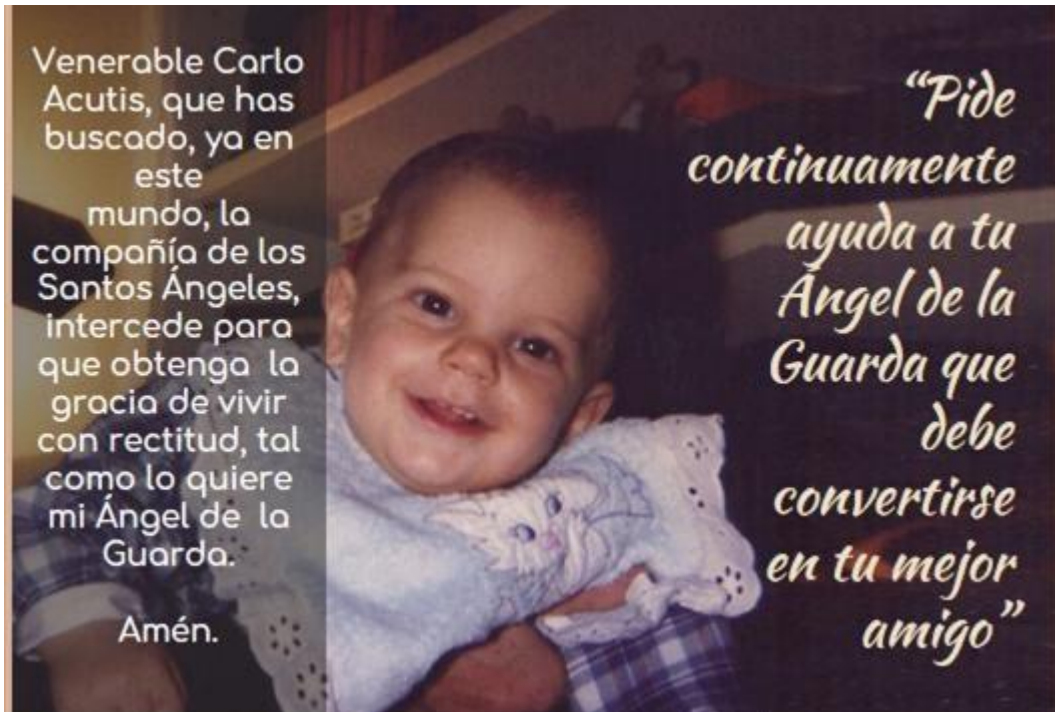 Venerable Carlo
Acutis, que has
buscado, ya en
este
mundo, la
compañía de los
Santos Ángeles,
intercede para
que obtenga la
gracia de vivir
con rectitud, tal
como lo quiere
mi Ángel de la
Guarda.
Amén.
“Pide
continuamente
ayuda a tu
Ángel de la
Guarda que
debe
convertirse
en tu mejor
amigo”